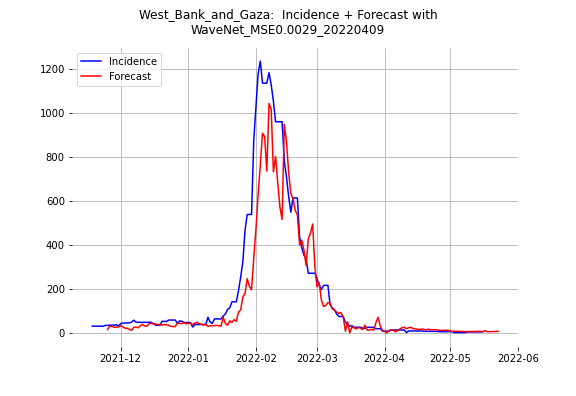 West_Bank_and_Gaza:  Incidence + Forecast with
WaveNet_MSE0.0029_20220409
Incidence
Forecast
1200
1000
800
600
400
200
0
2021-12 2022-01 2022-02 2022-03 2022-04 2022-05 2022-06